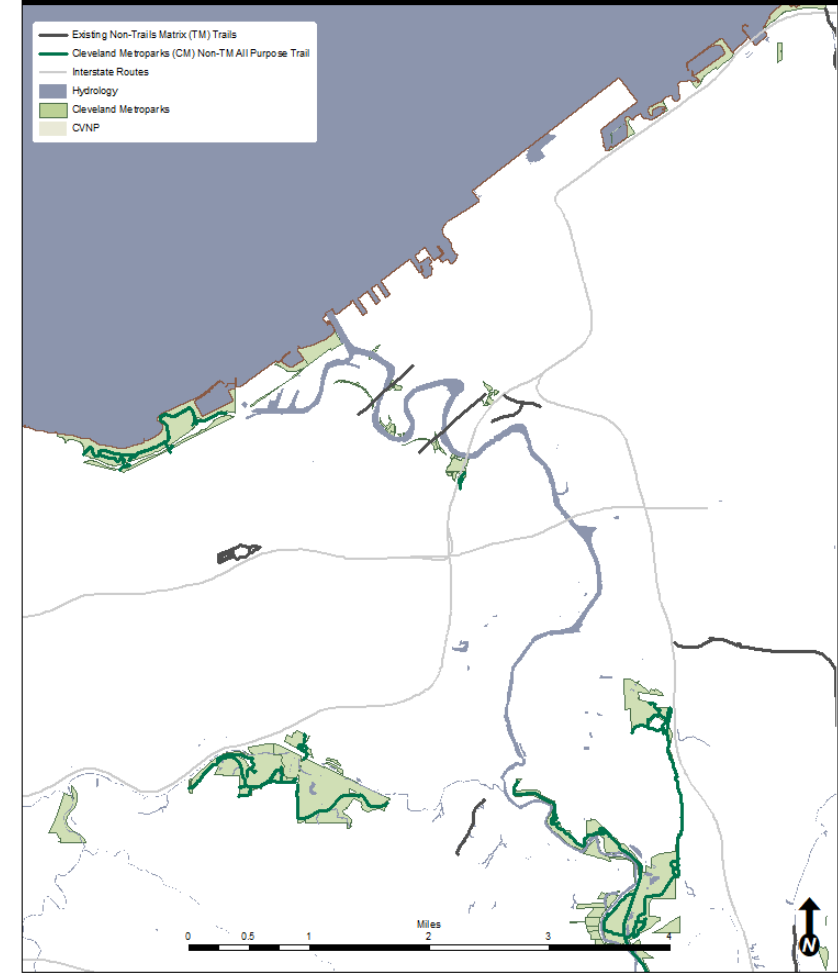 Existing Non-Trails Matrix (TM) Trails
Cleveland Metroparks (CM) Non-TM All Purpose Trail
Interstate Routes
Hydrology
Cleveland Metroparks
CVNP
Miles
0 0.5 1 2 3 4
N